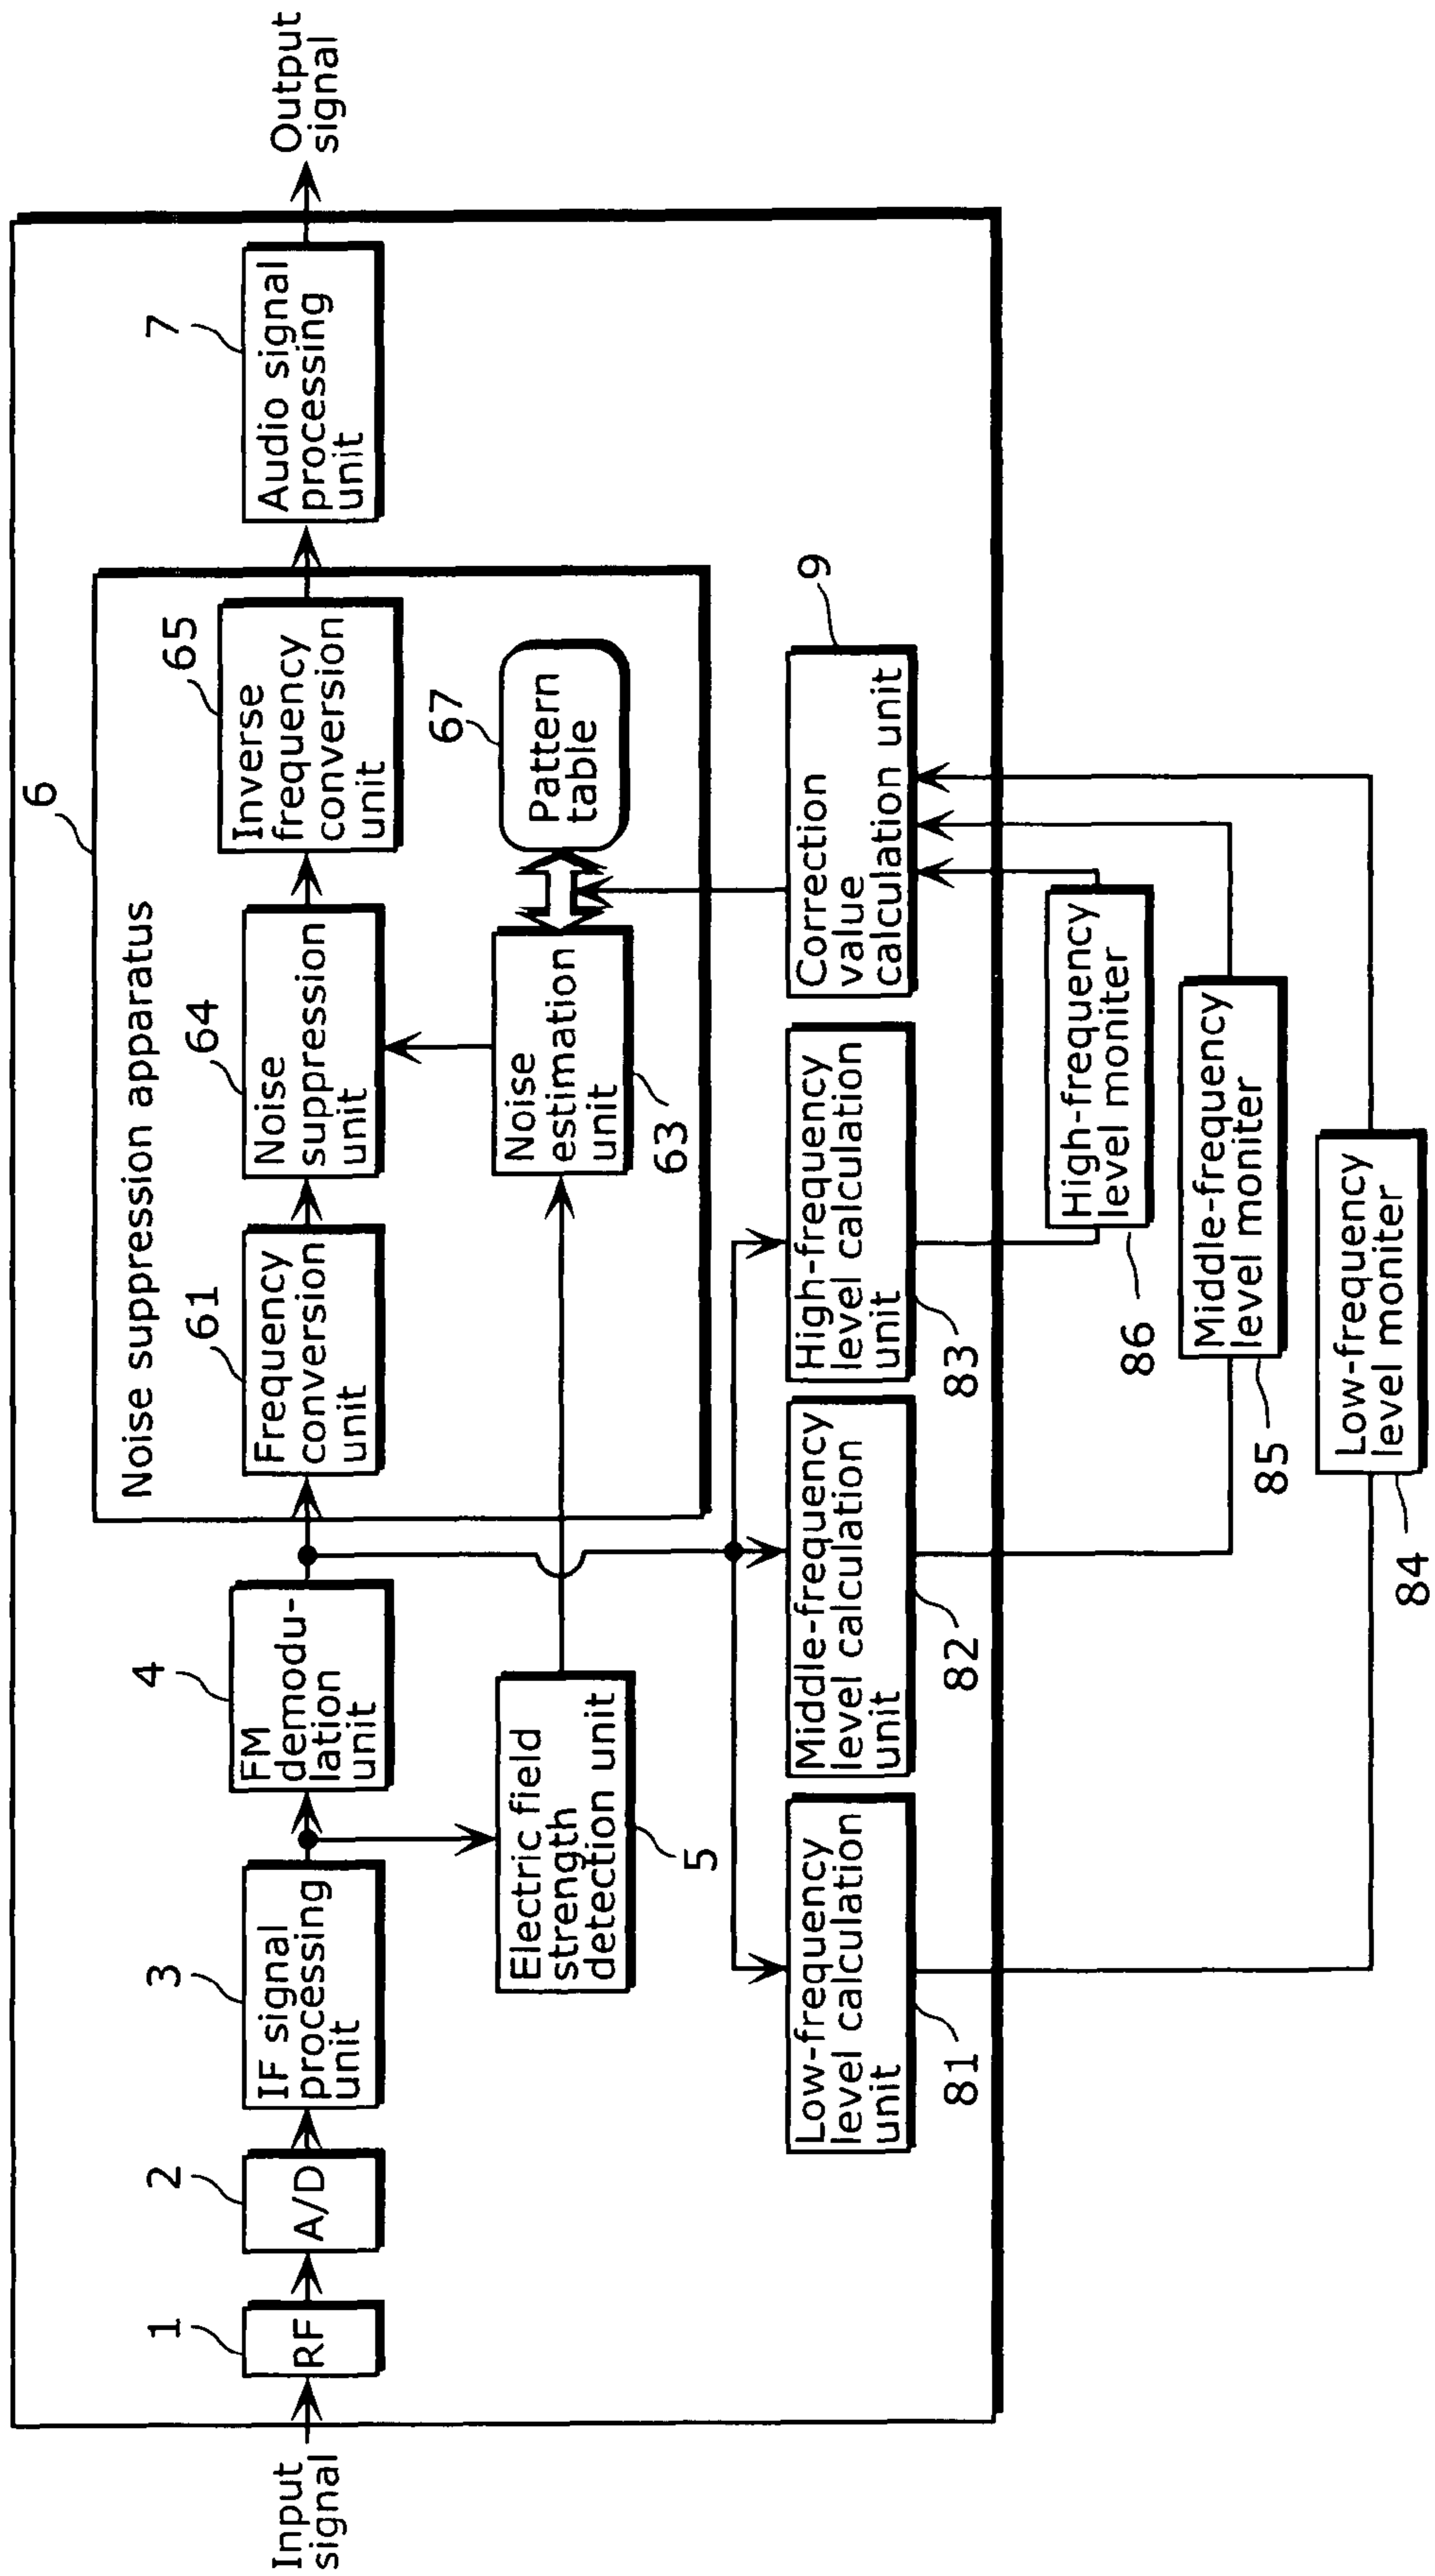 Input
signal
1
RF
2
A/D
3
IF signal
processing
unit
4
FM
demodu-
lation
unit
Electric field
strength
detection unit
5
6
Noise suppression apparatus
61
Frequency
conversion
unit
64
Noise
suppression
unit
65
Inverse
frequency
conversion
unit
Noise
estimation
unit
63
67
Pattern
table
7
Audio signal
processing
unit
Output
signal
Low-frequency
level calculation
unit
81
Middle-frequency
level calculation
unit
82
High-frequency
level calculation
unit
83
Correction
value
calculation unit
9
High-frequency
level moniter
86
Middle-frequency
level moniter
85
Low-frequency
level moniter
84